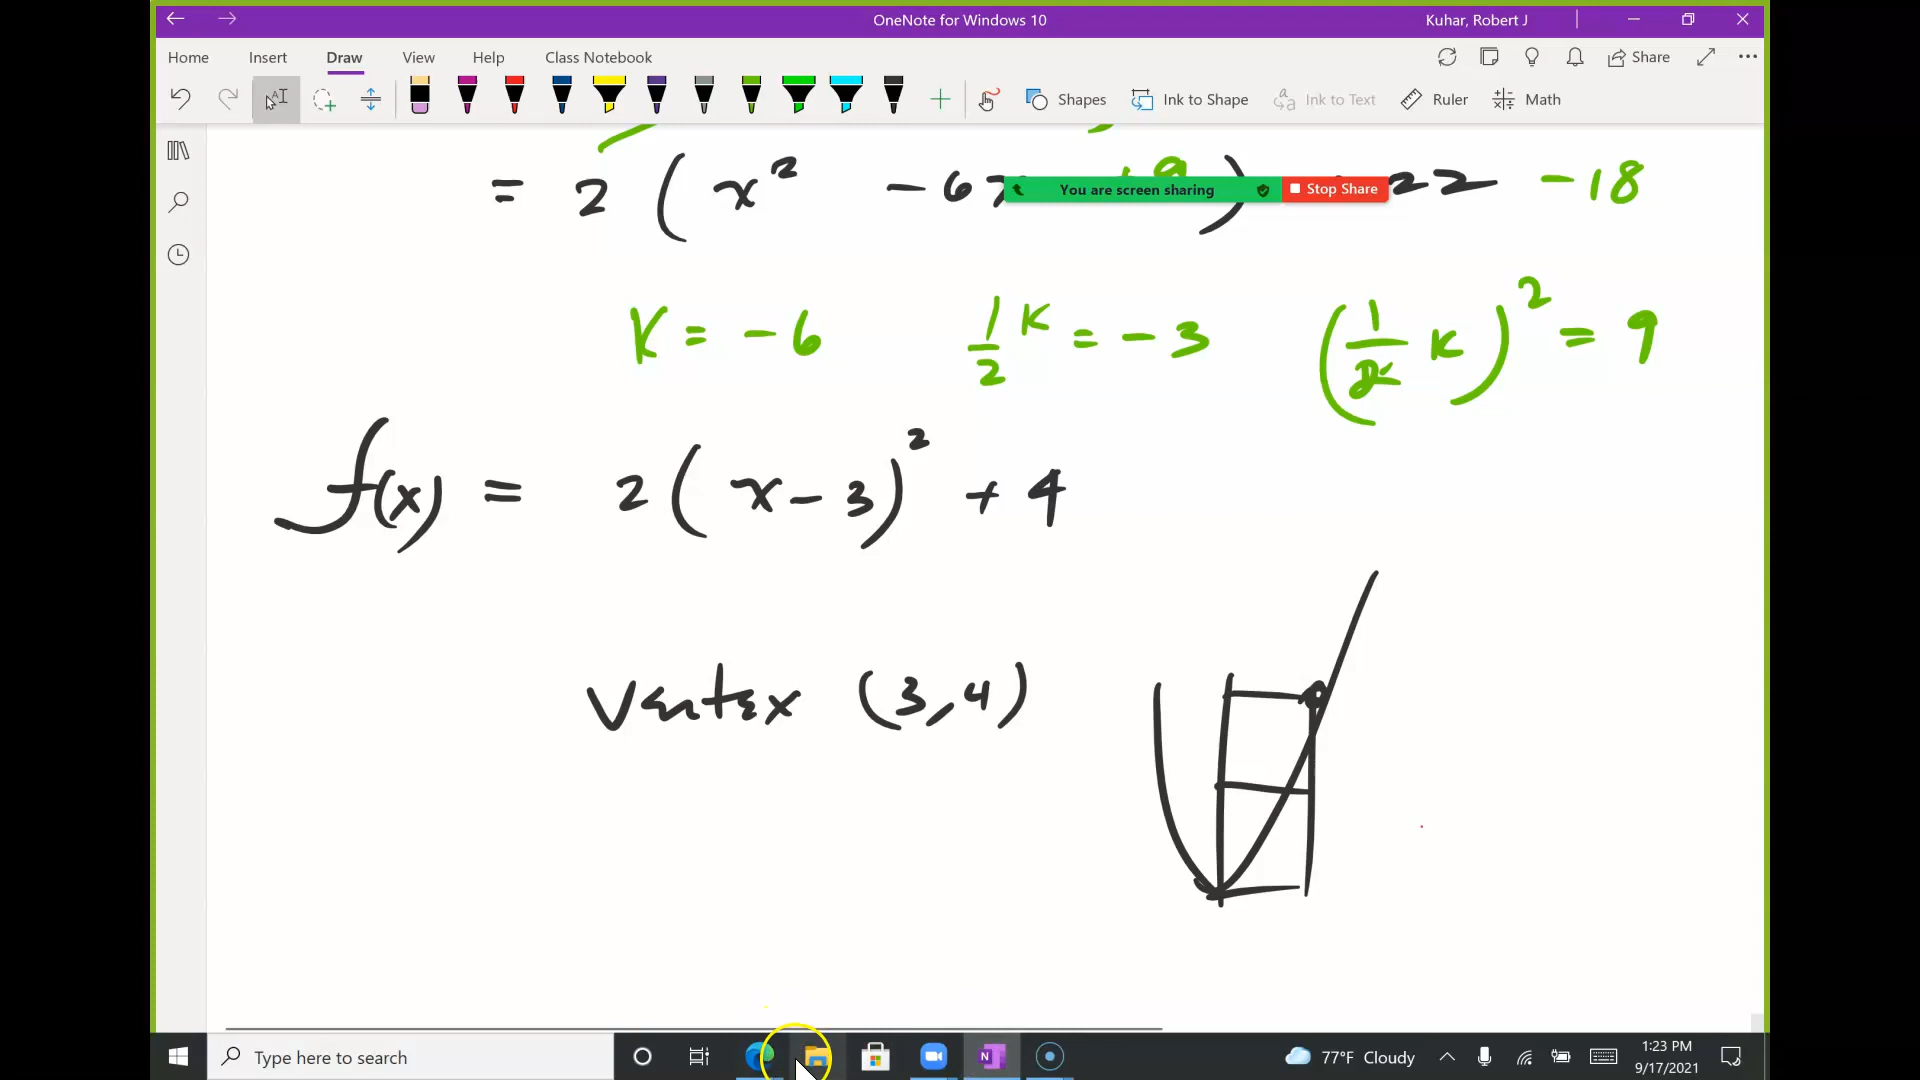 OneNote for Windows 10
Kuhar, Robert J
Home Insert Draw View Help Class Notebook
Share
Shapes Ink to Shape Ink to Text Ruler Math
= 2 ( x² - 6x +9 ) 22 - 18
You are screen sharing Stop Share
K = -6 1/2 K = -3 (1/2 K)² = 9
f(x) = 2(x - 3)² + 4
Vertex (3,4)
Type here to search
77°F Cloudy
1:23 PM
9/17/2021